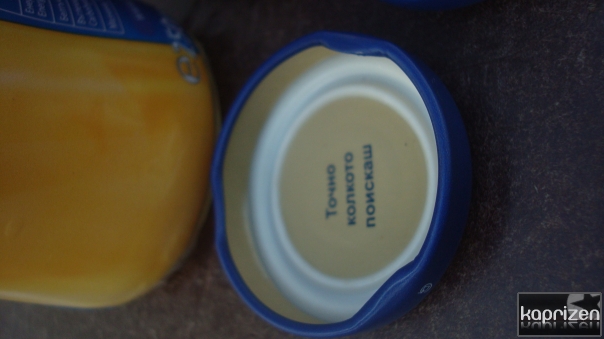 Точно
колкото
поискаш
kaprizen